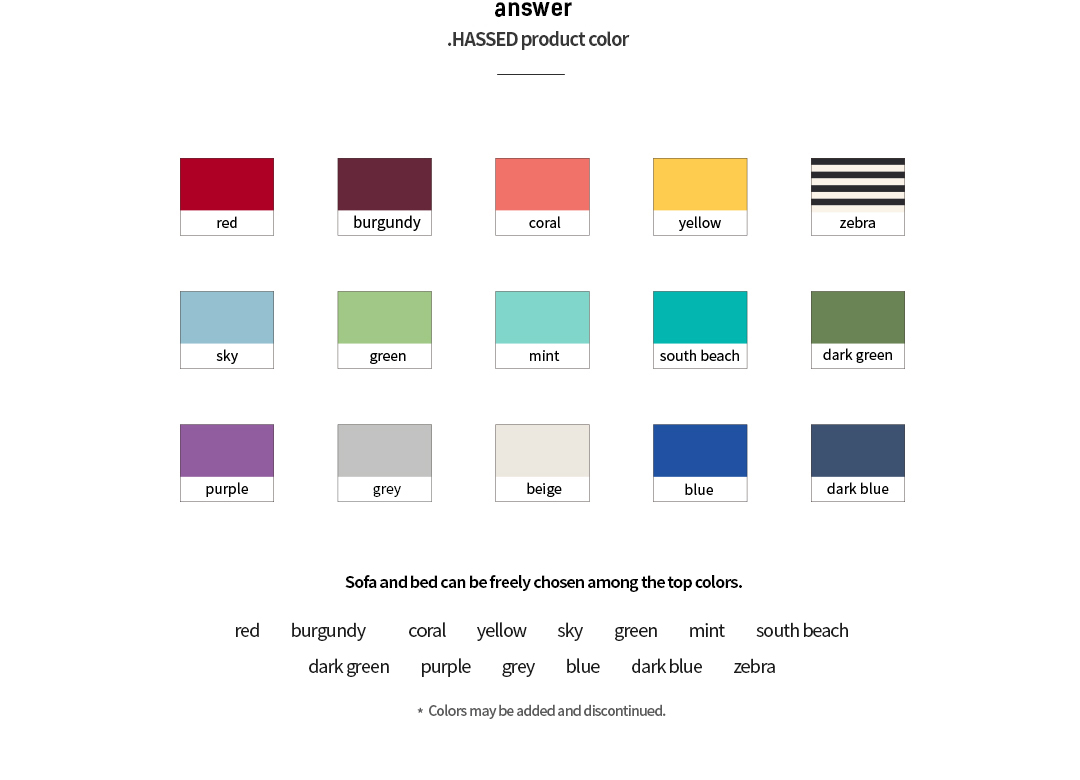 answer
.HASSED product color
red burgundy coral yellow zebra
sky green mint south beach dark green
purple grey beige blue dark blue
Sofa and bed can be freely chosen among the top colors.
red burgundy coral yellow sky green mint south beach
dark green purple grey blue dark blue zebra
* Colors may be added and discontinued.